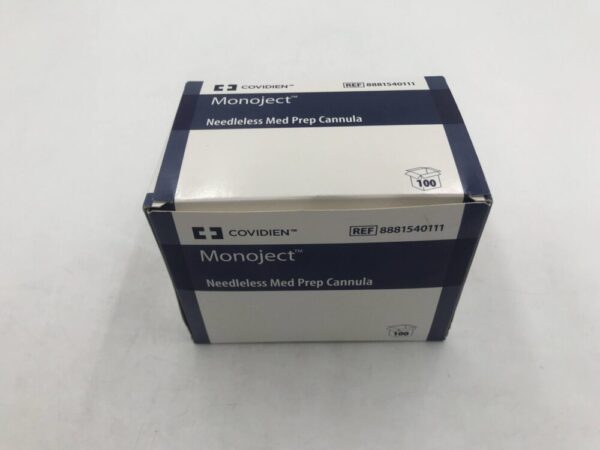 COVIDIEN™
REF 8881540111
Monoject™
Needleless Med Prep Cannula
100
COVIDIEN™
REF 8881540111
Monoject™
Needleless Med Prep Cannula
100